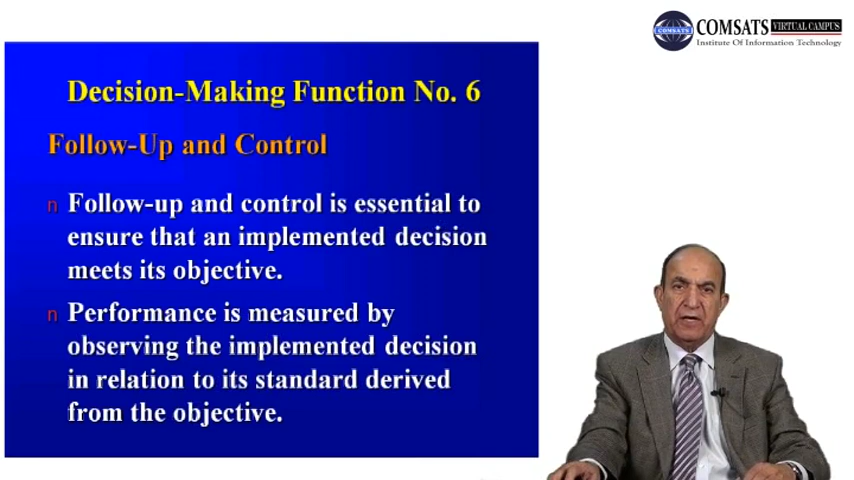 COMSATS VIRTUAL CAMPUS
Institute Of Information Technology
COMSATS
Decision-Making Function No. 6
Follow-Up and Control
n Follow-up and control is essential to
ensure that an implemented decision
meets its objective.
n Performance is measured by
observing the implemented decision
in relation to its standard derived
from the objective.